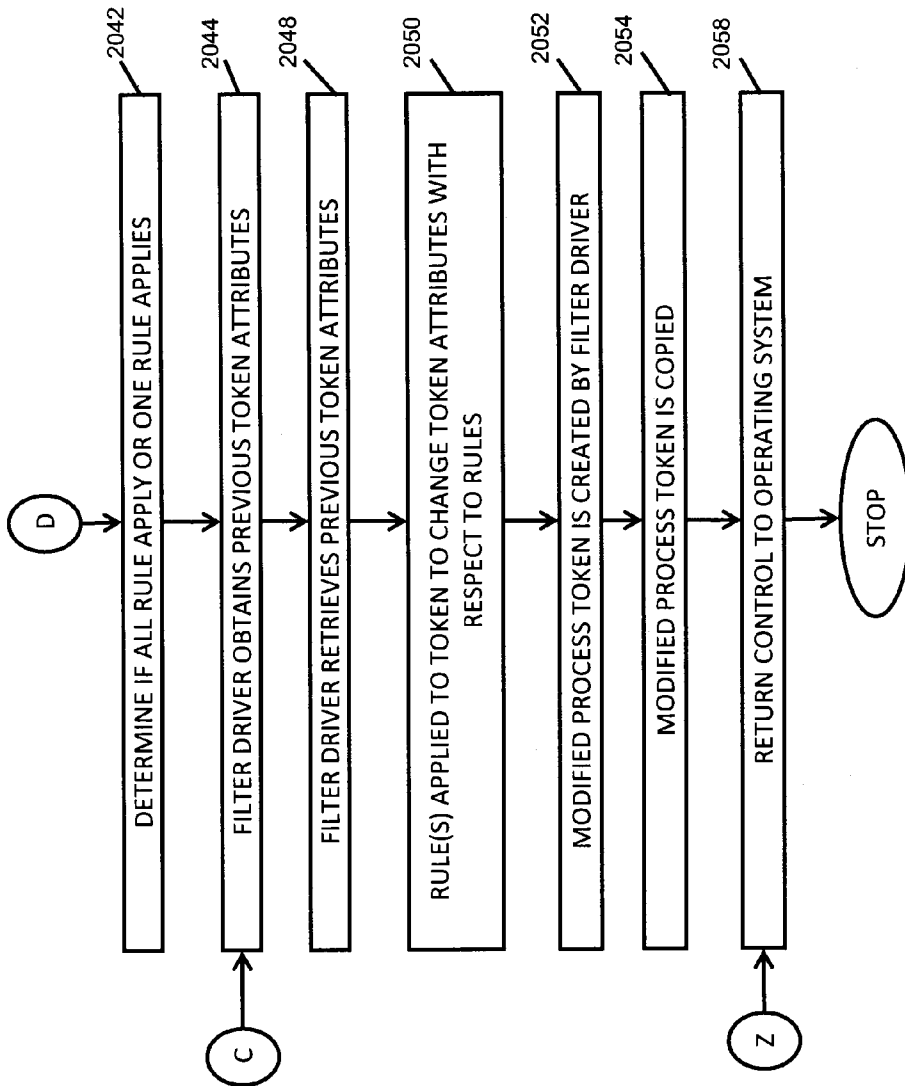 D
DETERMINE IF ALL RULE APPLY OR ONE RULE APPLIES
2042
C
FILTER DRIVER OBTAINS PREVIOUS TOKEN ATTRIBUTES
2044
FILTER DRIVER RETRIEVES PREVIOUS TOKEN ATTRIBUTES
2048
RULE(S) APPLIED TO TOKEN TO CHANGE TOKEN ATTRIBUTES WITH
RESPECT TO RULES
2050
MODIFIED PROCESS TOKEN IS CREATED BY FILTER DRIVER
2052
MODIFIED PROCESS TOKEN IS COPIED
2054
Z
RETURN CONTROL TO OPERATING SYSTEM
2058
STOP